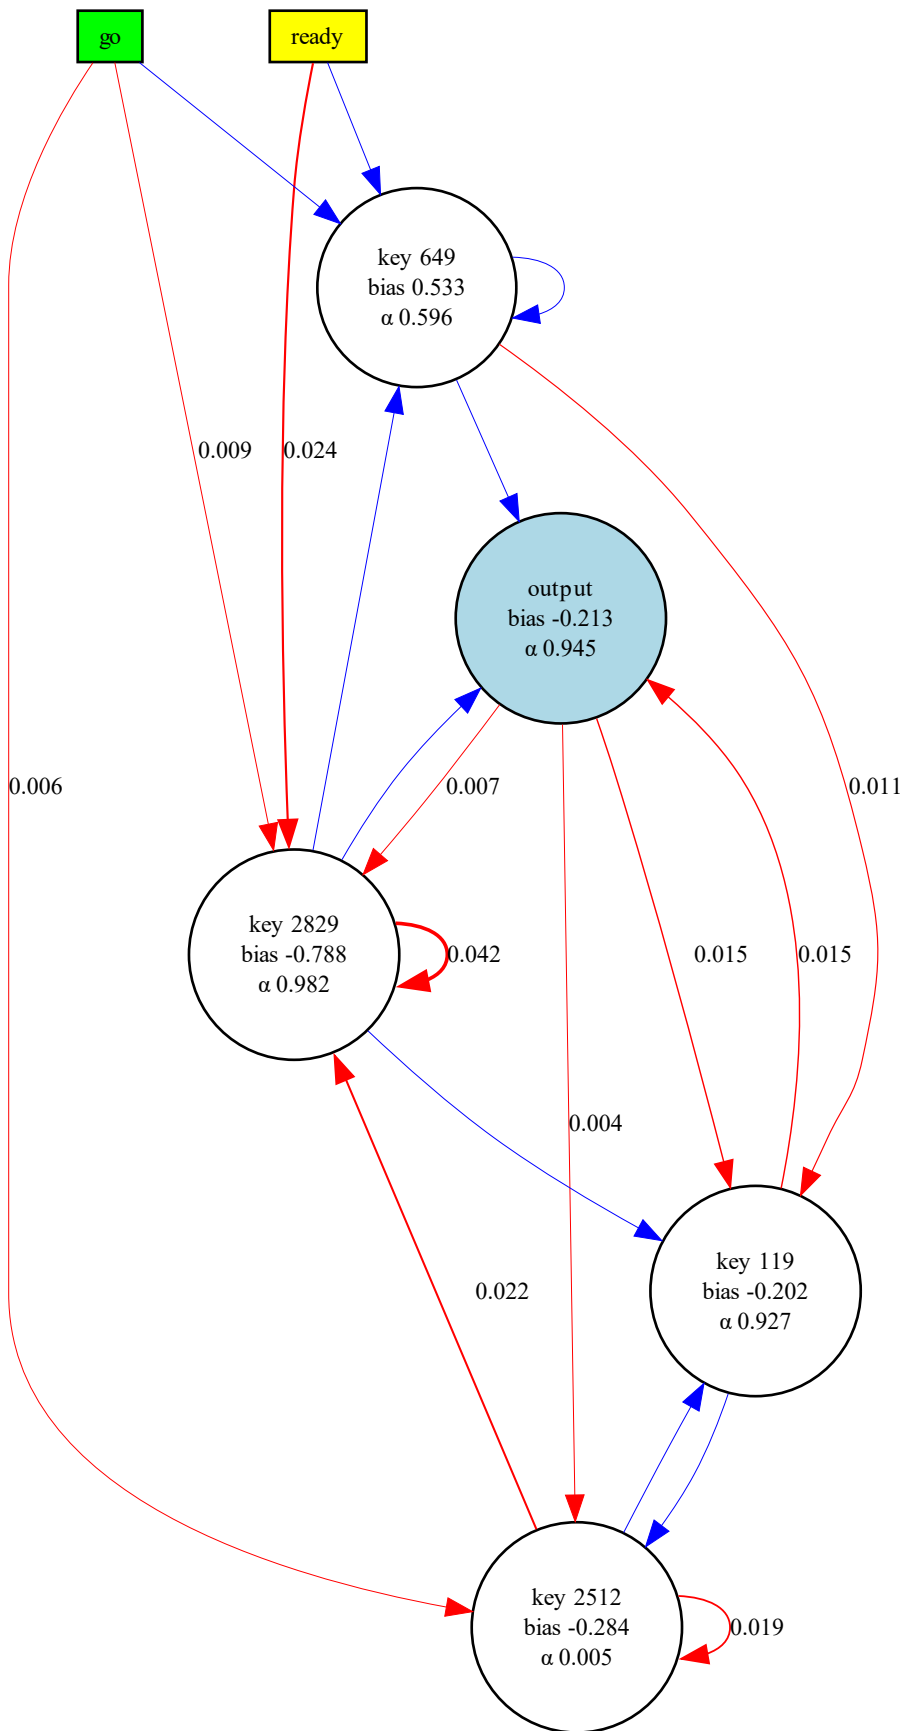 go
ready
key 649
bias 0.533
α 0.596
0.009
0.024
output
bias -0.213
α 0.945
0.006
0.007
0.011
key 2829
bias -0.788
α 0.982
0.042
0.015
0.015
0.004
key 119
bias -0.202
α 0.927
0.022
key 2512
bias -0.284
α 0.005
0.019